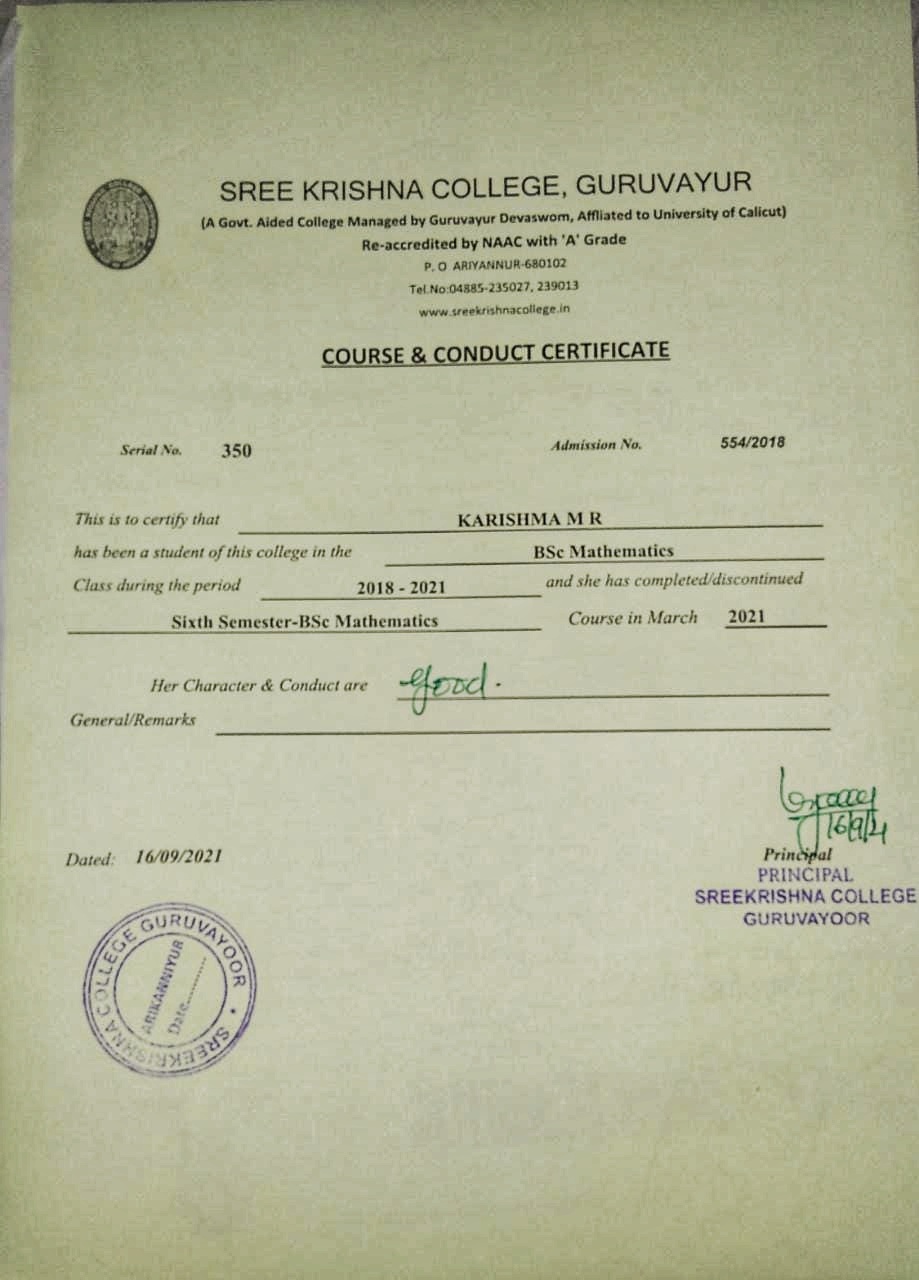 SREE KRISHNA COLLEGE, GURUVAYUR
(A Govt. Aided College Managed by Guruvayur Devaswom, Affliated to University of Calicut)
Re-accredited by NAAC with 'A' Grade
P. O ARIYANNUR-680102
Tel.No:04885-235027, 239013
www.sreekrishnacollege.in
COURSE & CONDUCT CERTIFICATE
Serial No. 350 Admission No. 554/2018
This is to certify that KARISHMA M R
has been a student of this college in the BSc Mathematics
Class during the period 2018 - 2021 and she has completed/discontinued
Sixth Semester-BSc Mathematics Course in March 2021
Her Character & Conduct are Good.
General/Remarks
16/9/21
Dated: 16/09/2021
Principal
PRINCIPAL
SREEKRISHNA COLLEGE
GURUVAYOOR
SREEKRISHNA COLLEGE GURUVAYOOR
ARIKANNIYUR
Date..........